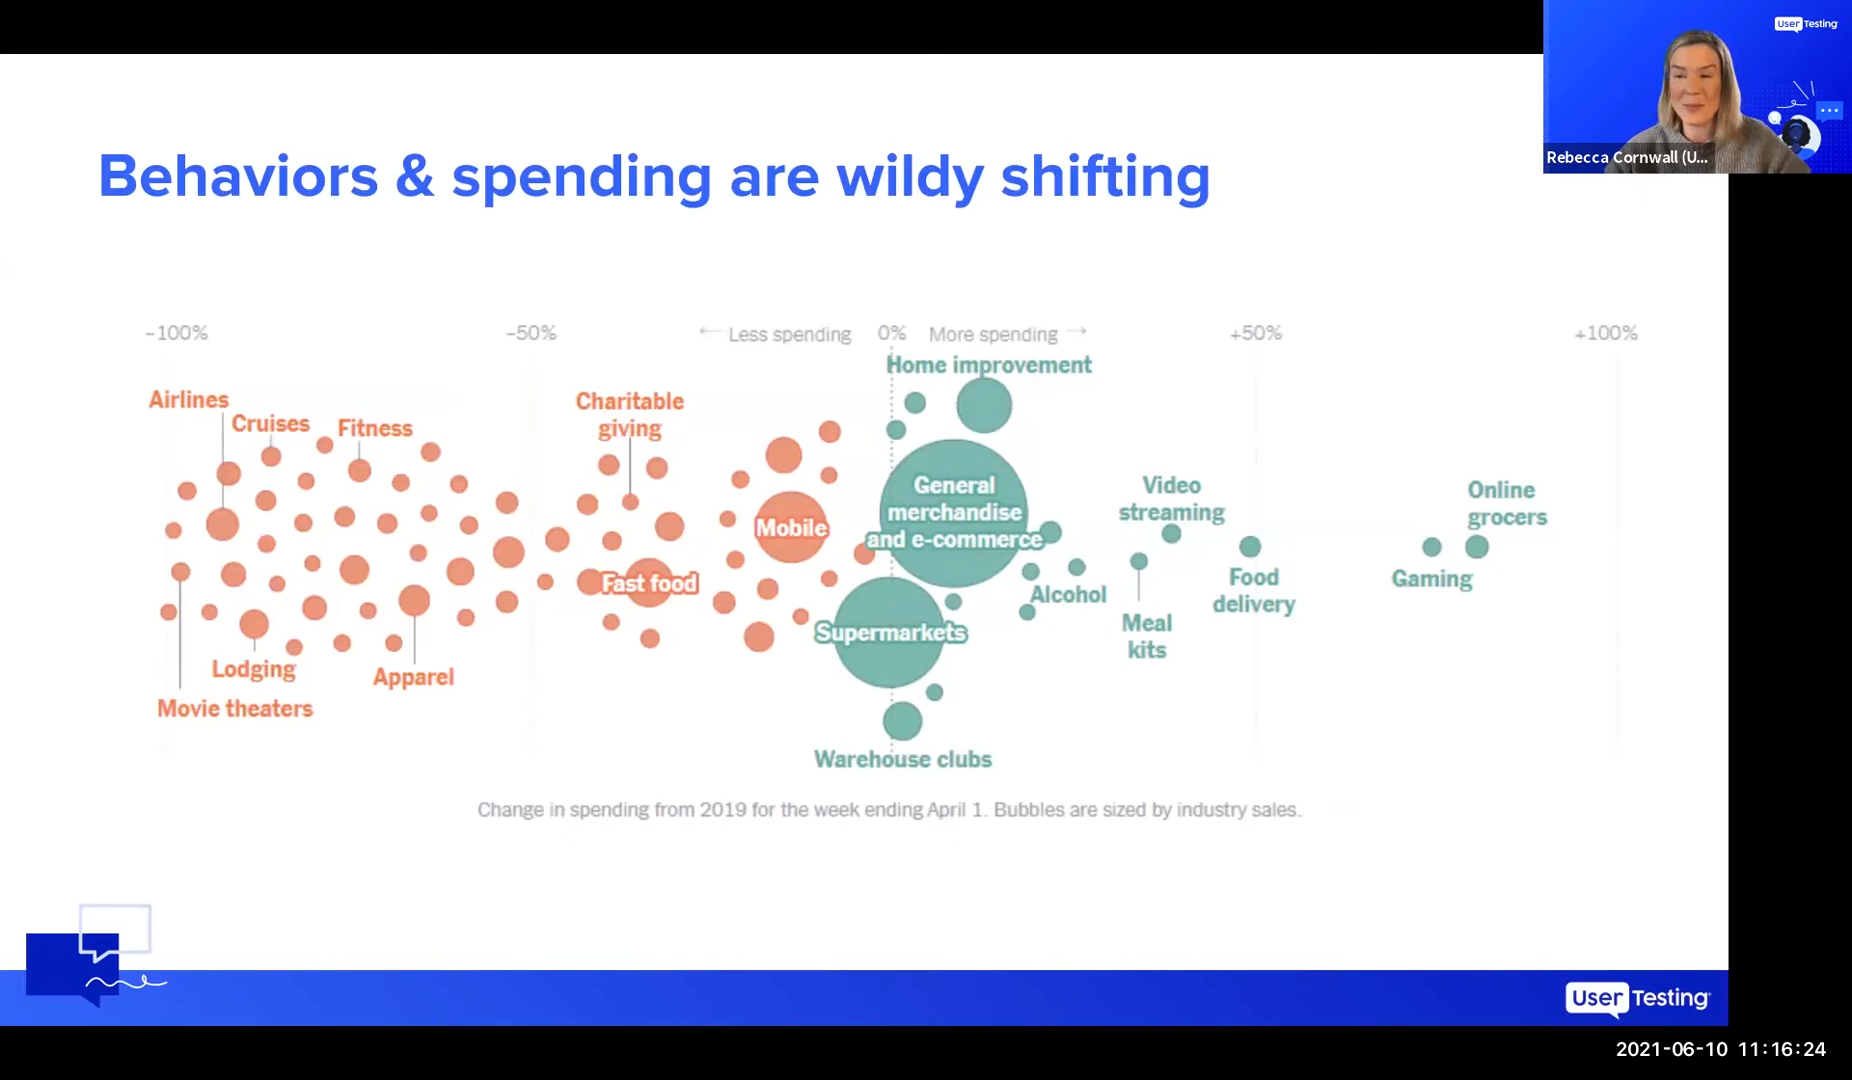 User Testing
Rebecca Cornwall (U...
Behaviors & spending are wildy shifting
−100%
−50%
← Less spending
0%
More spending →
+50%
+100%
Home improvement
Airlines
Cruises
Fitness
Charitable
giving
General
merchandise
and e-commerce
Mobile
Fast food
Video
streaming
Online
grocers
Gaming
Food
delivery
Alcohol
Meal
kits
Supermarkets
Lodging
Apparel
Movie theaters
Warehouse clubs
Change in spending from 2019 for the week ending April 1. Bubbles are sized by industry sales.
User Testing
2021-06-10 11:16:24